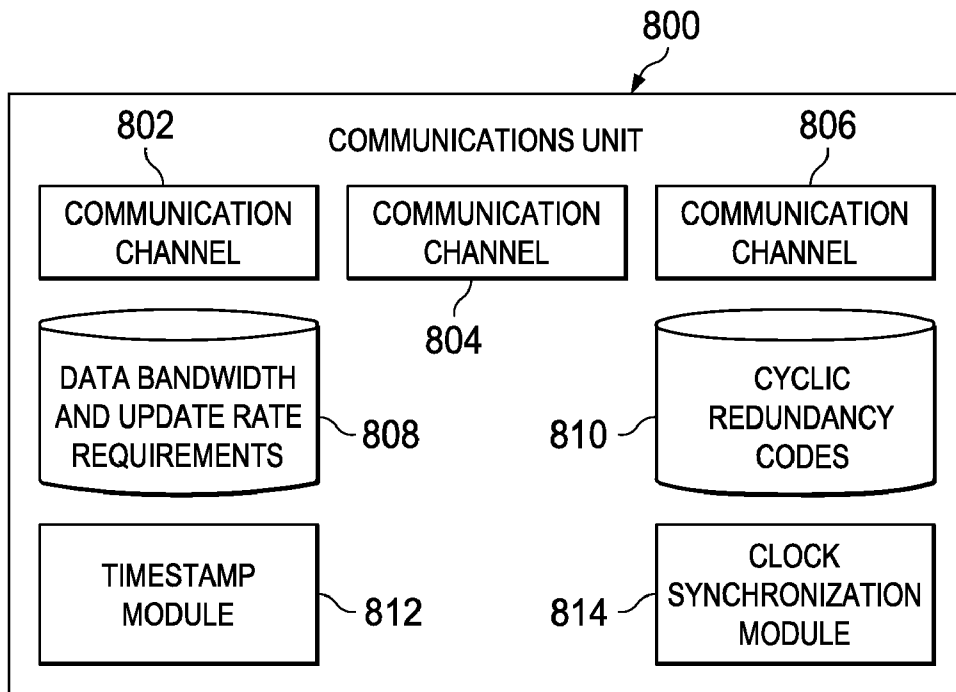 800
802
COMMUNICATIONS UNIT
806
COMMUNICATION
CHANNEL
COMMUNICATION
CHANNEL
COMMUNICATION
CHANNEL
804
DATA BANDWIDTH
AND UPDATE RATE
REQUIREMENTS
808
810
CYCLIC
REDUNDANCY
CODES
TIMESTAMP
MODULE
812
814
CLOCK
SYNCHRONIZATION
MODULE